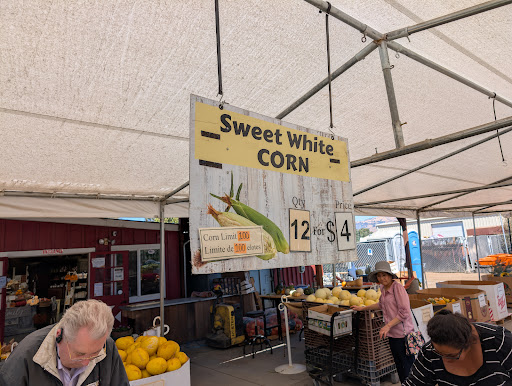 Sweet White
CORN
Qty Price
12 For $ 4
Corn Limit 100
Limite de 100 elotes